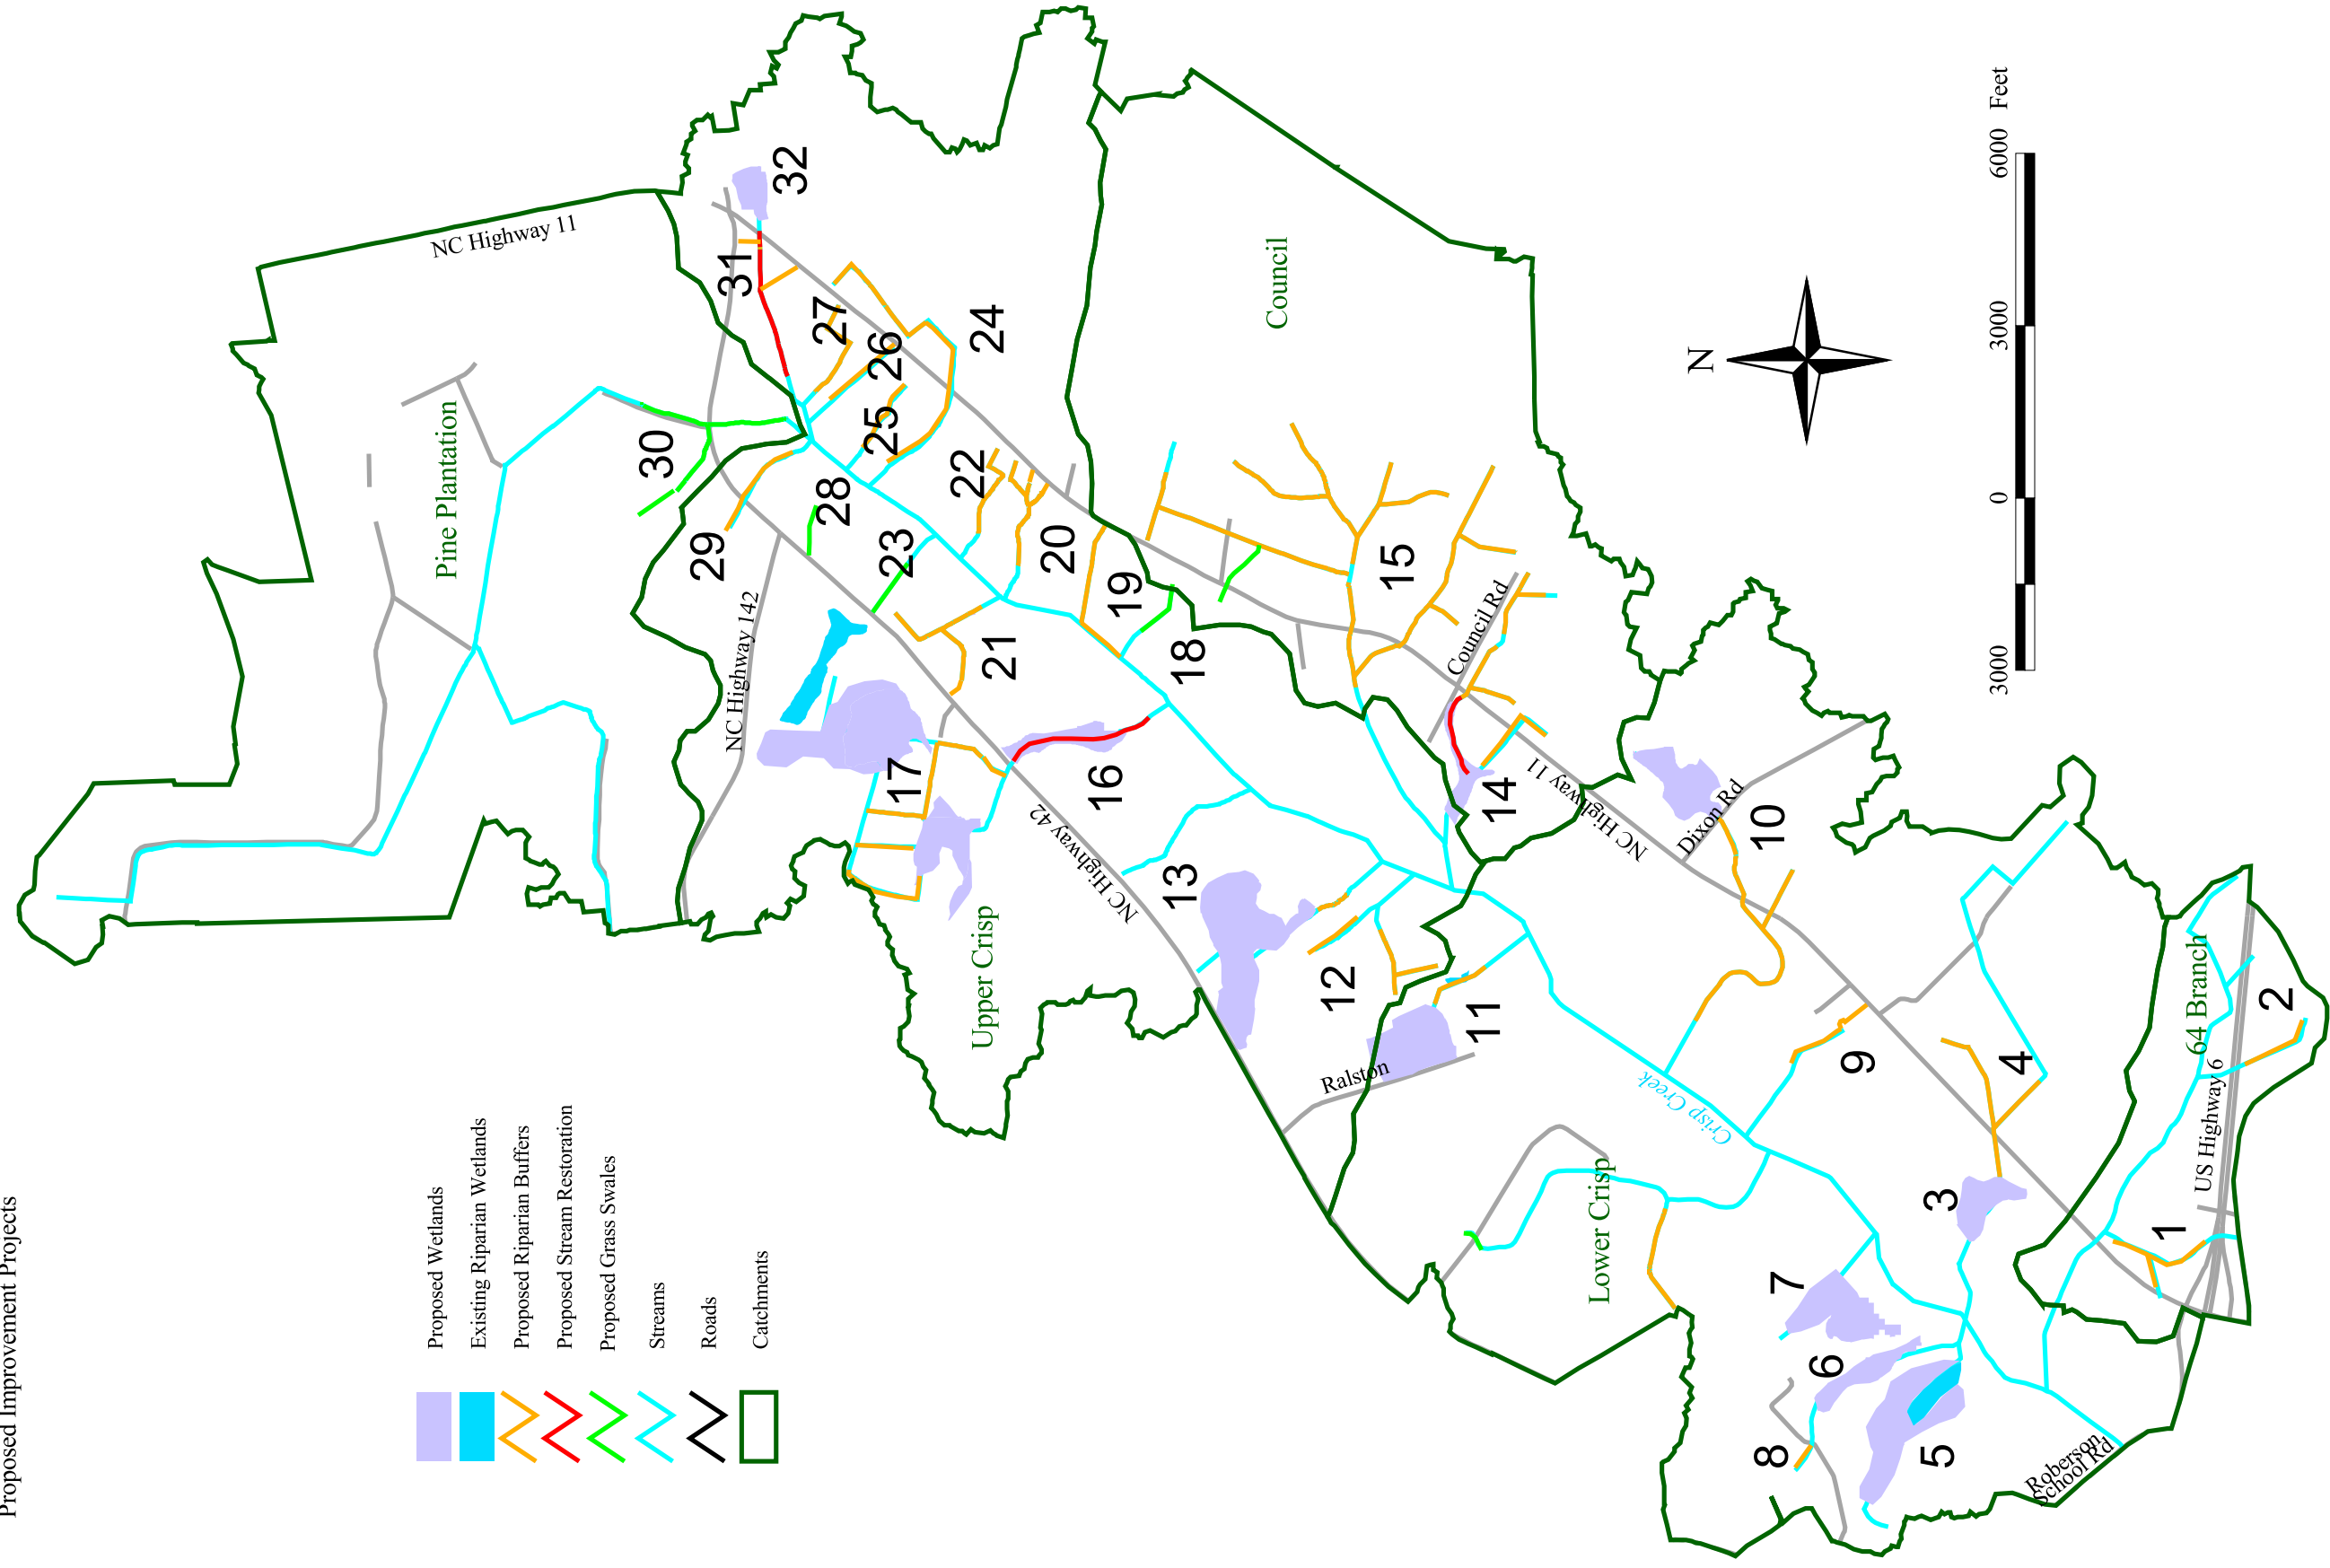 Proposed Improvement Projects
Proposed Wetlands
Existing Riparian Wetlands
Proposed Riparian Buffers
Proposed Stream Restoration
Proposed Grass Swales
Streams
Roads
Catchments
Pine Plantation
NC Highway 11
NC Highway 142
Upper Crisp
NC Highway 42
Council
Council Rd
NC Highway 11
Dixon Rd
Ralston
Crisp Creek
Lower Crisp
64 Branch
US Highway 6
Roberson
School Rd
1
2
3
4
5
6
7
8
9
10
11
12
13
14
15
16
17
18
19
20
21
22
23
24
25
26
27
28
29
30
31
32
N
3000
0
3000
6000
Feet